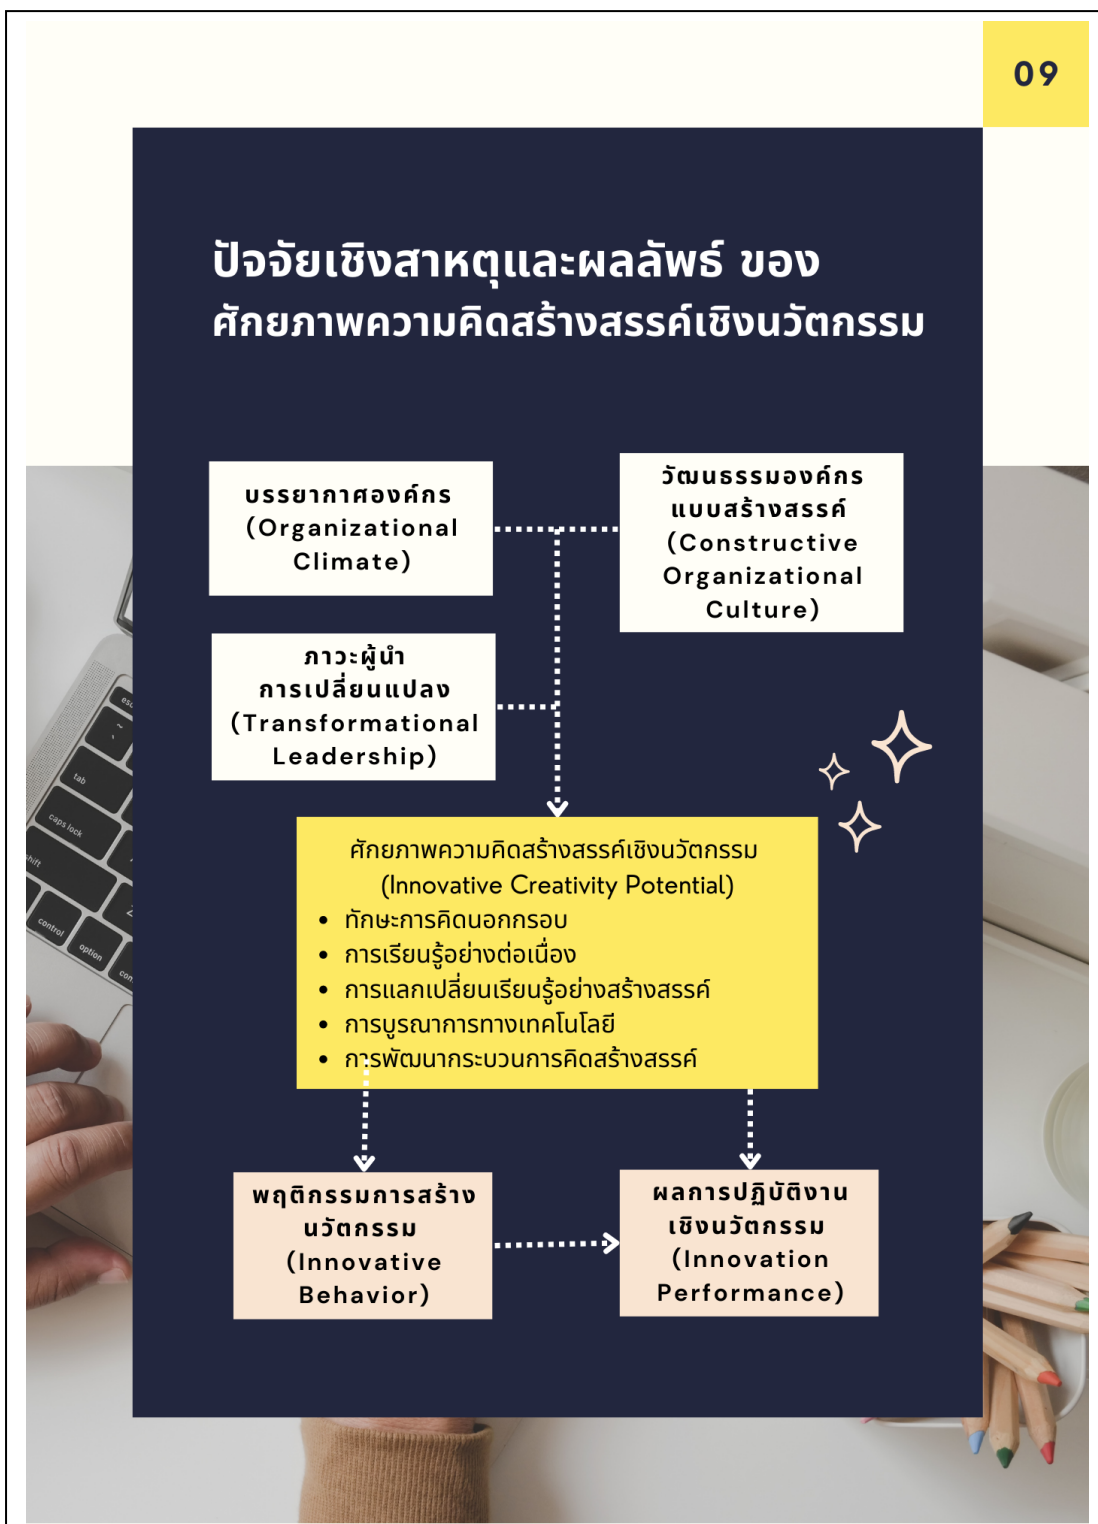 09
ปัจจัยเชิงสาหตุและผลลัพธ์ ของ
ศักยภาพความคิดสร้างสรรค์เชิงนวัตกรรม
บรรยากาศองค์กร
(Organizational
Climate)
วัฒนธรรมองค์กร
แบบสร้างสรรค์
(Constructive
Organizational
Culture)
ภาวะผู้นำ
การเปลี่ยนแปลง
(Transformational
Leadership)
ศักยภาพความคิดสร้างสรรค์เชิงนวัตกรรม
(Innovative Creativity Potential)
• ทักษะการคิดนอกกรอบ
• การเรียนรู้อย่างต่อเนื่อง
• การแลกเปลี่ยนเรียนรู้อย่างสร้างสรรค์
• การบูรณาการทางเทคโนโลยี
• การพัฒนากระบวนการคิดสร้างสรรค์
พฤติกรรมการสร้าง
นวัตกรรม
(Innovative
Behavior)
ผลการปฏิบัติงาน
เชิงนวัตกรรม
(Innovation
Performance)
esc
tab
caps lock
shift
control
option